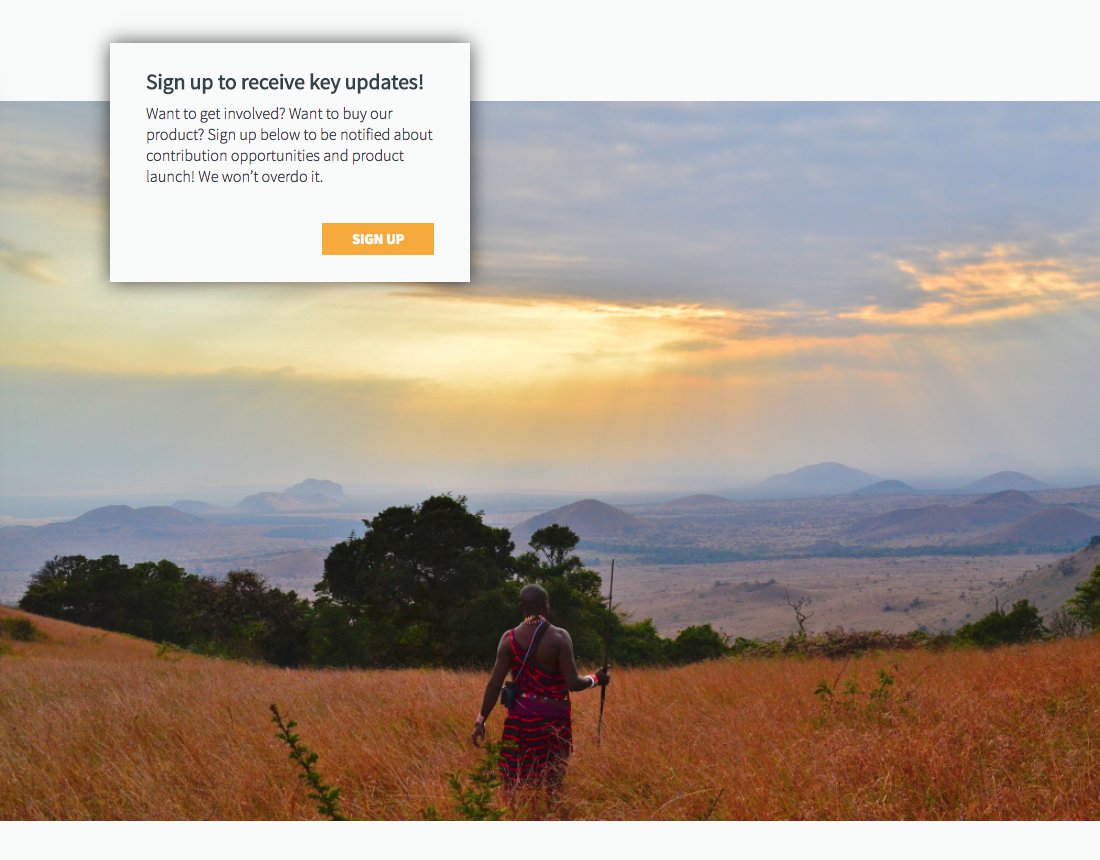 Sign up to receive key updates!
Want to get involved? Want to buy our
product? Sign up below to be notified about
contribution opportunities and product
launch! We won’t overdo it.
SIGN UP